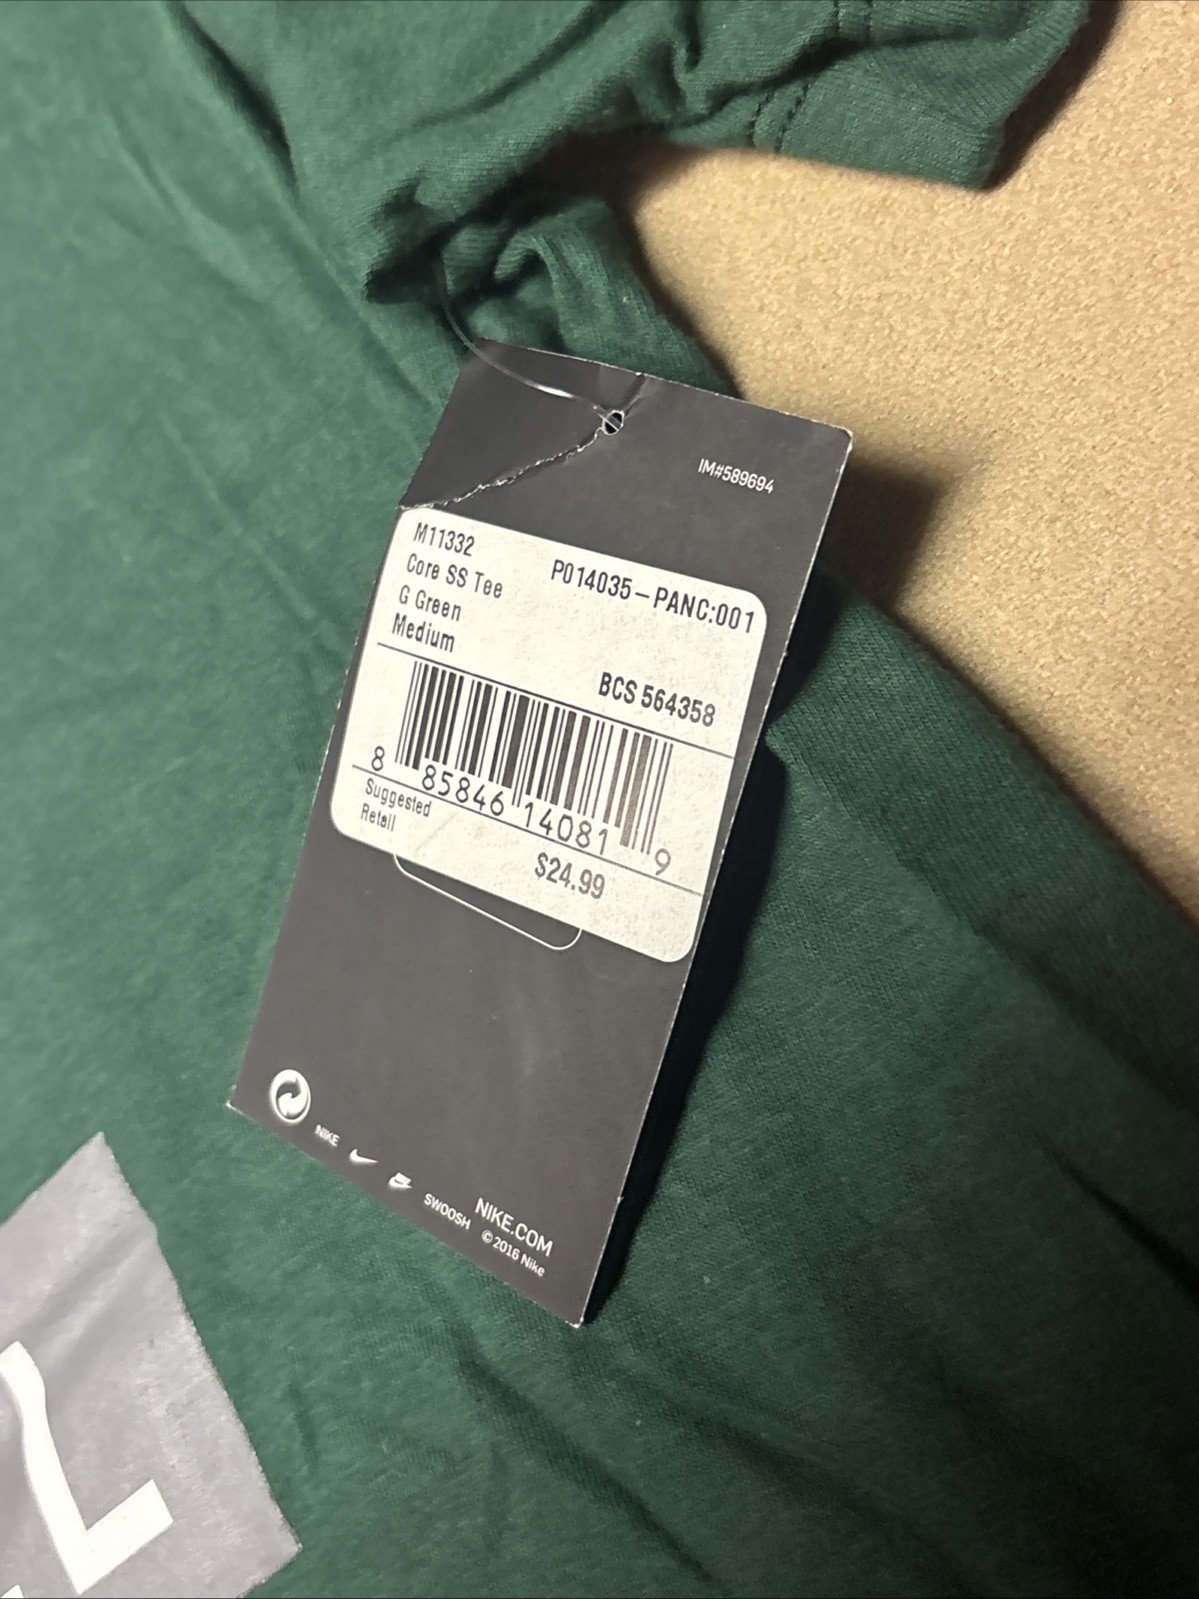 IM#589694
M11332
Core SS Tee
P014035-PANC:001
G Green
Medium
BCS 564358
8 85846 14081 9
Suggested
Retail
$24.99
NIKE
SWOOSH
NIKE.COM
©2016 Nike